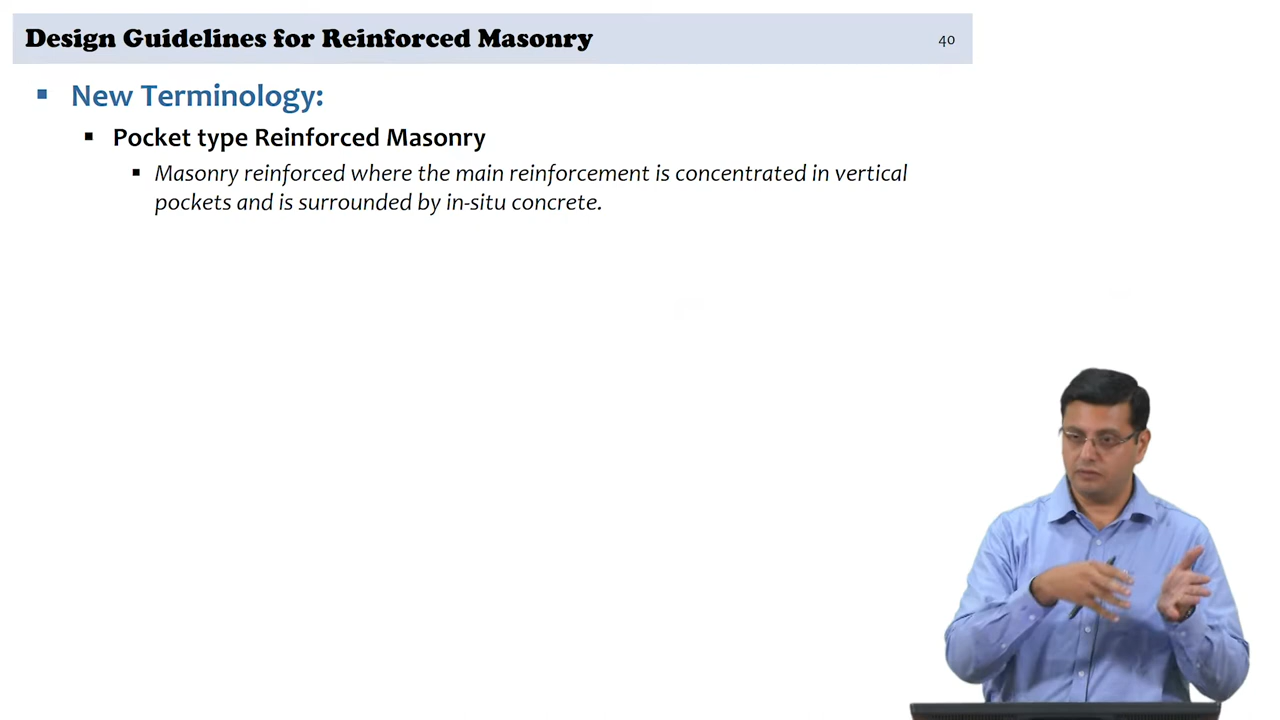 Design Guidelines for Reinforced Masonry
40
New Terminology:
Pocket type Reinforced Masonry
Masonry reinforced where the main reinforcement is concentrated in vertical
pockets and is surrounded by in-situ concrete.